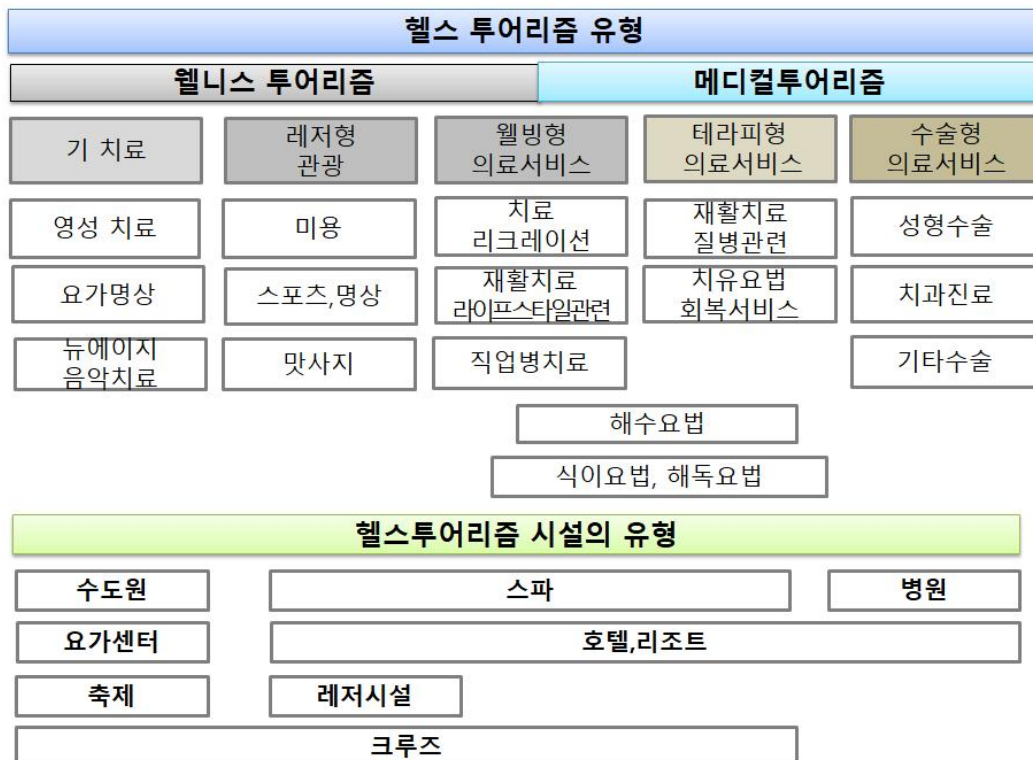 헬스 투어리즘 유형
웰니스 투어리즘
메디컬투어리즘
기 치료
레저형
관광
웰빙형
의료서비스
테라피형
의료서비스
수술형
의료서비스
영성 치료
미용
치료
리크레이션
재활치료
질병관련
성형수술
요가명상
스포츠,명상
재활치료
라이프스타일관련
치유요법
회복서비스
치과진료
뉴에이지
음악치료
맛사지
직업병치료
기타수술
해수요법
식이요법, 해독요법
헬스투어리즘 시설의 유형
수도원
스파
병원
요가센터
호텔,리조트
축제
레저시설
크루즈